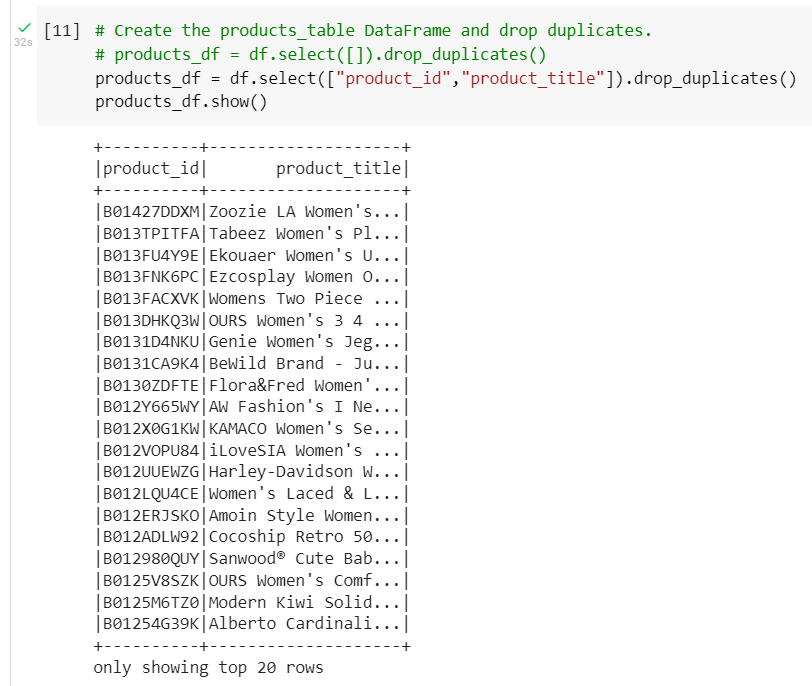 [11] # Create the products_table DataFrame and drop duplicates.
32s
# products_df = df.select([]).drop_duplicates()
products_df = df.select(["product_id","product_title"]).drop_duplicates()
products_df.show()
+----------+--------------------+
|product_id|       product_title|
+----------+--------------------+
|B01427DDXM|Zoozie LA Women's...|
|B013TPITFA|Tabeez Women's Pl...|
|B013FU4Y9E|Ekouaer Women's U...|
|B013FNK6PC|Ezcosplay Women O...|
|B013FACXVK|Womens Two Piece ...|
|B013DHKQ3W|OURS Women's 3 4 ...|
|B0131D4NKU|Genie Women's Jeg...|
|B0131CA9K4|BeWild Brand - Ju...|
|B0130ZDFTE|Flora&Fred Women'...|
|B012Y665WY|AW Fashion's I Ne...|
|B012X0G1KW|KAMACO Women's Se...|
|B012VOPU84|iLoveSIA Women's ...|
|B012UUEWZG|Harley-Davidson W...|
|B012LQU4CE|Women's Laced & L...|
|B012ERJSKO|Amoin Style Women...|
|B012ADLW92|Cocoship Retro 50...|
|B012980QUY|Sanwood® Cute Bab...|
|B0125V8SZK|OURS Women's Comf...|
|B0125M6TZ0|Modern Kiwi Solid...|
|B01254G39K|Alberto Cardinali...|
+----------+--------------------+
only showing top 20 rows